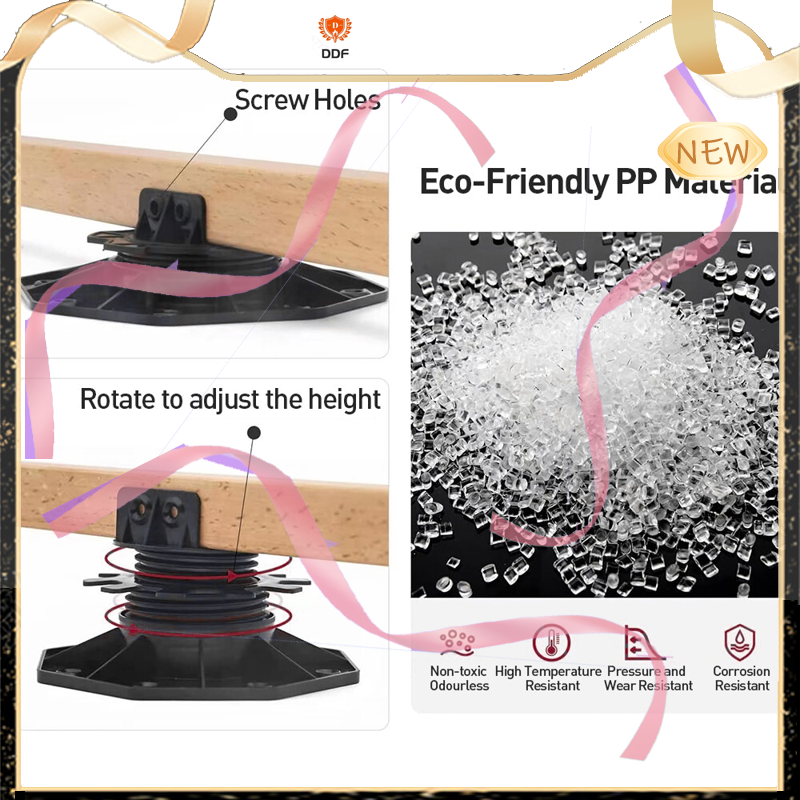 D
DDF
Screw Holes
NEW
Eco-Friendly PP Materia
Rotate to adjust the height
Non-toxic
Odourless
High Temperature
Resistant
Pressure and
Wear Resistant
Corrosion
Resistant